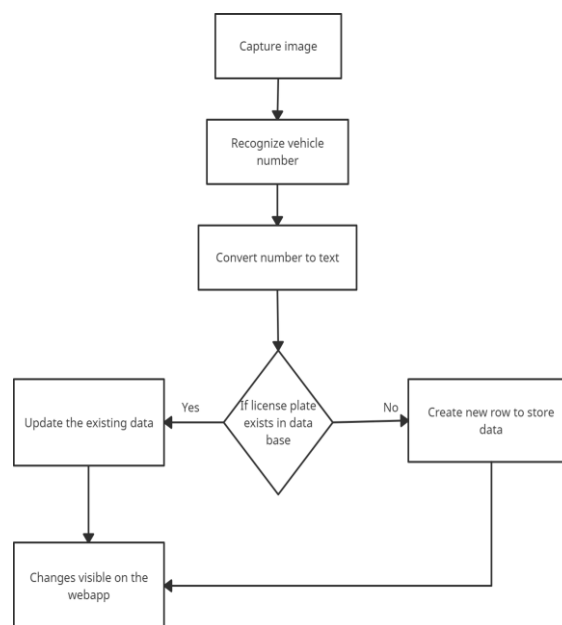 Capture image
Recognize vehicle
number
Convert number to text
If license plate
exists in data
base
Yes
No
Update the existing data
Create new row to store
data
Changes visible on the
webapp